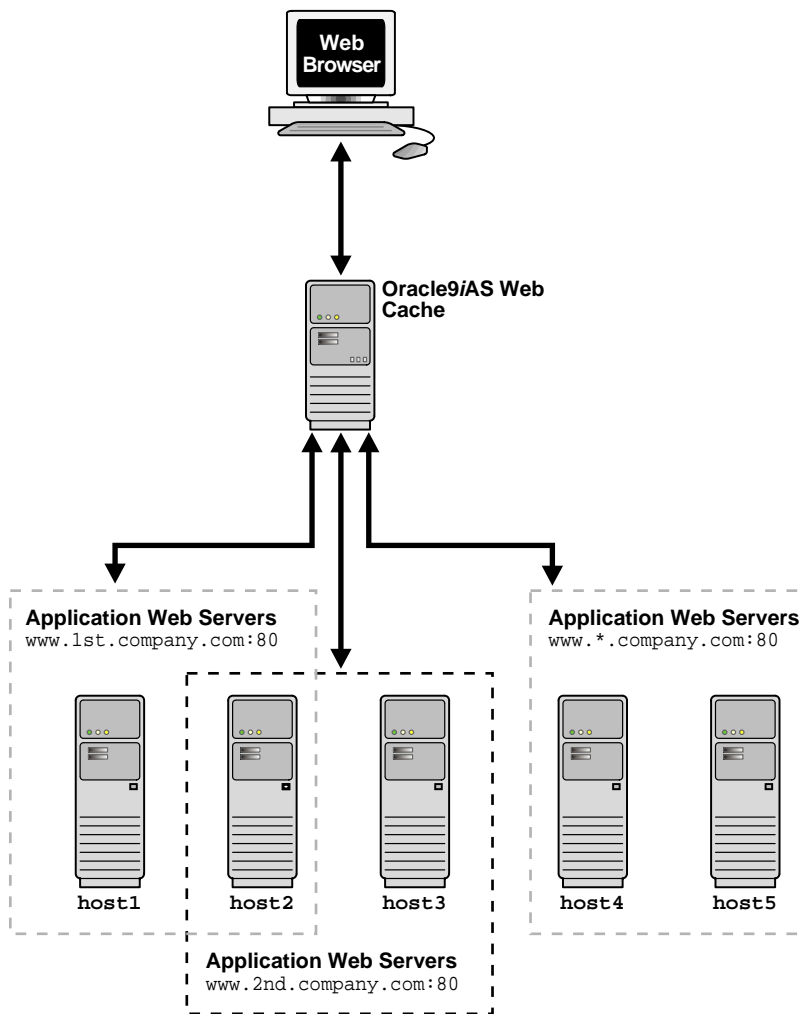 Web
Browser
Oracle9iAS Web
Cache
Application Web Servers
www.1st.company.com:80
Application Web Servers
www.*.company.com:80
host1
host2
host3
host4
host5
Application Web Servers
www.2nd.company.com:80